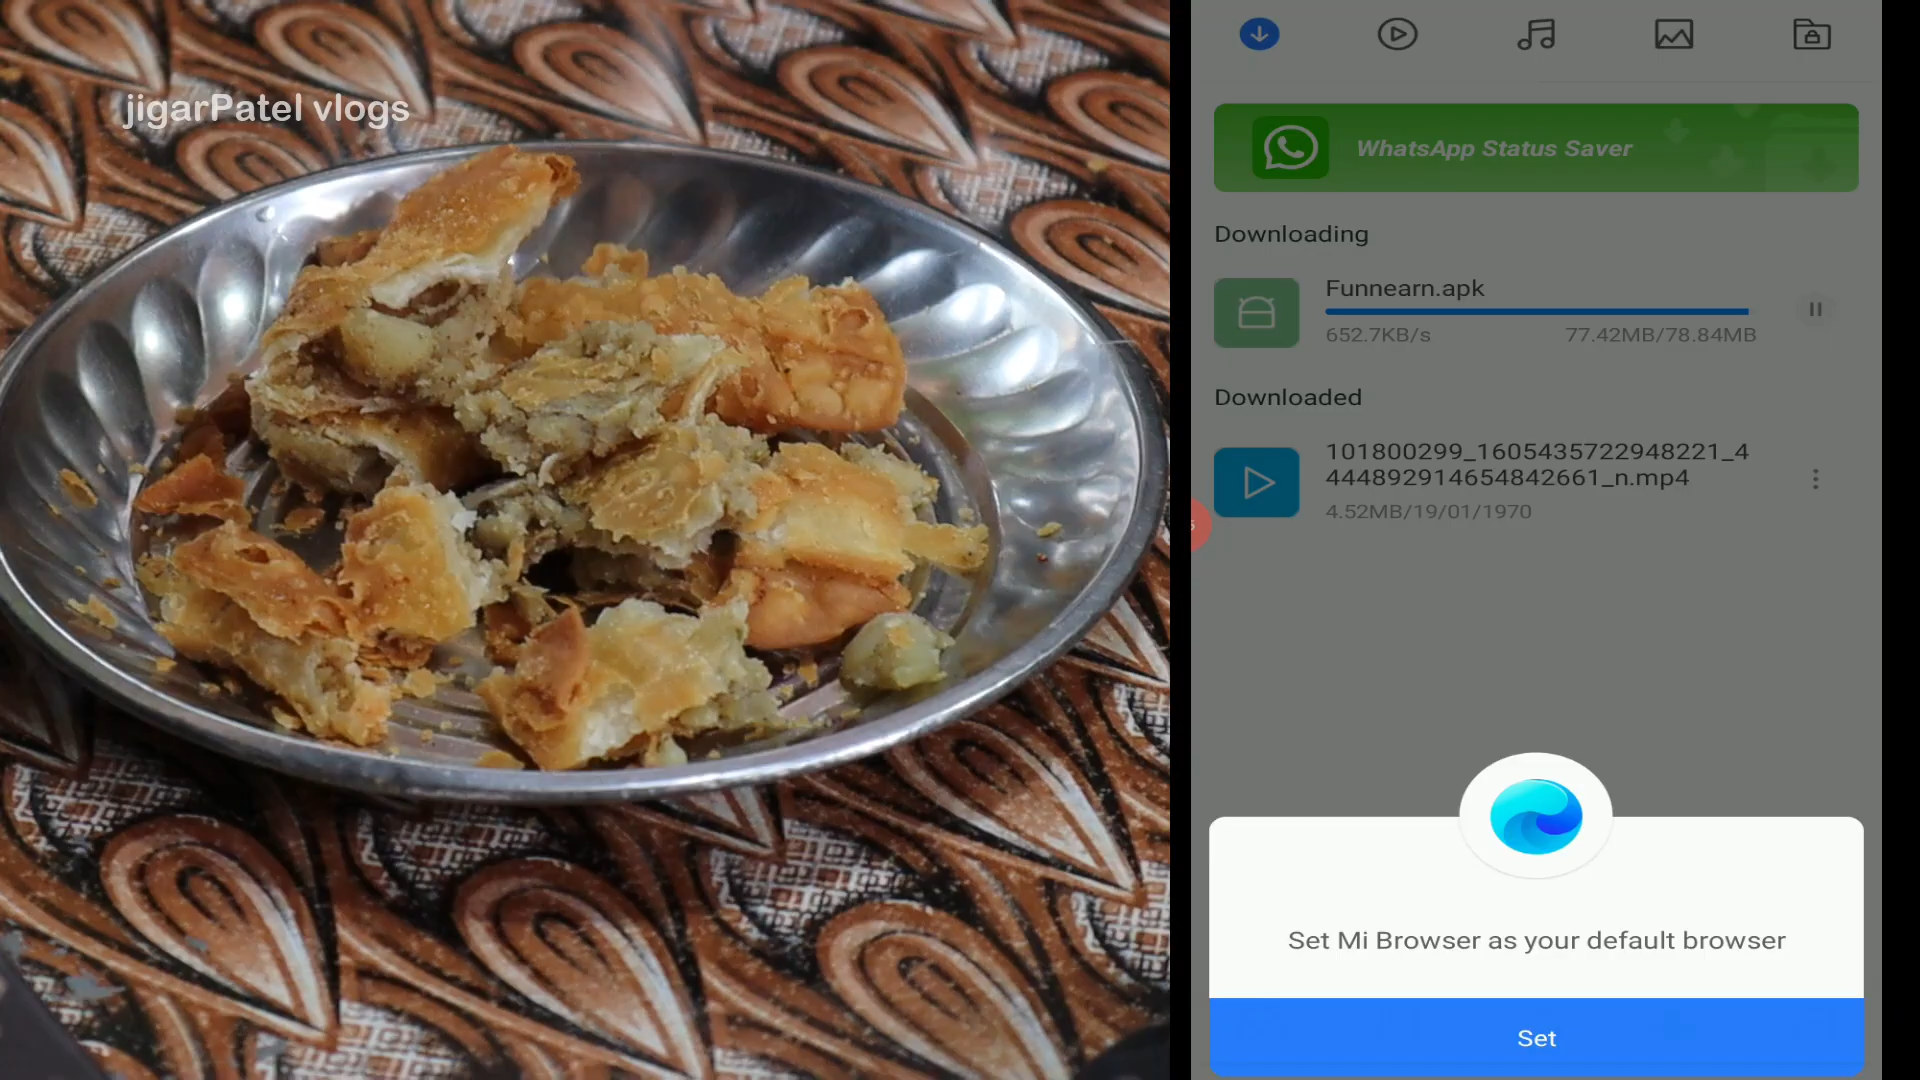 jigarPatel vlogs
WhatsApp Status Saver
Downloading
Funnearn.apk
652.7KB/s 77.42MB/78.84MB
Downloaded
101800299_1605435722948221_4
444892914654842661_n.mp4
4.52MB/19/01/1970
Set Mi Browser as your default browser
Set